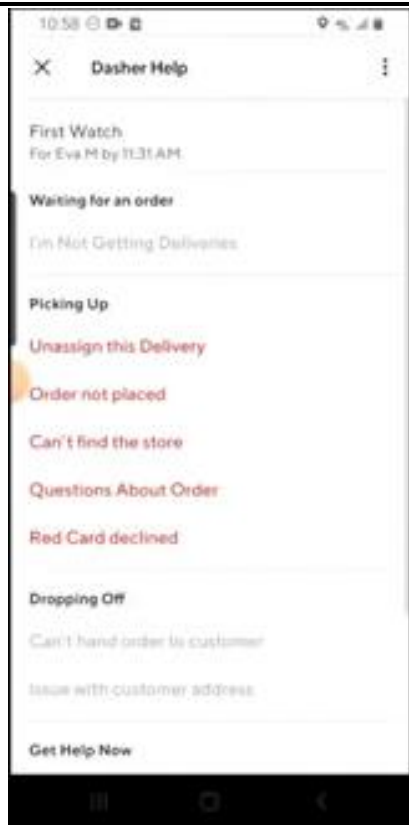 10:58
Dasher Help
First Watch
For Eva M by 11:31 AM
Waiting for an order
I'm Not Getting Deliveries
Picking Up
Unassign this Delivery
Order not placed
Can't find the store
Questions About Order
Red Card declined
Dropping Off
Can't hand order to customer
Issue with customer address
Get Help Now